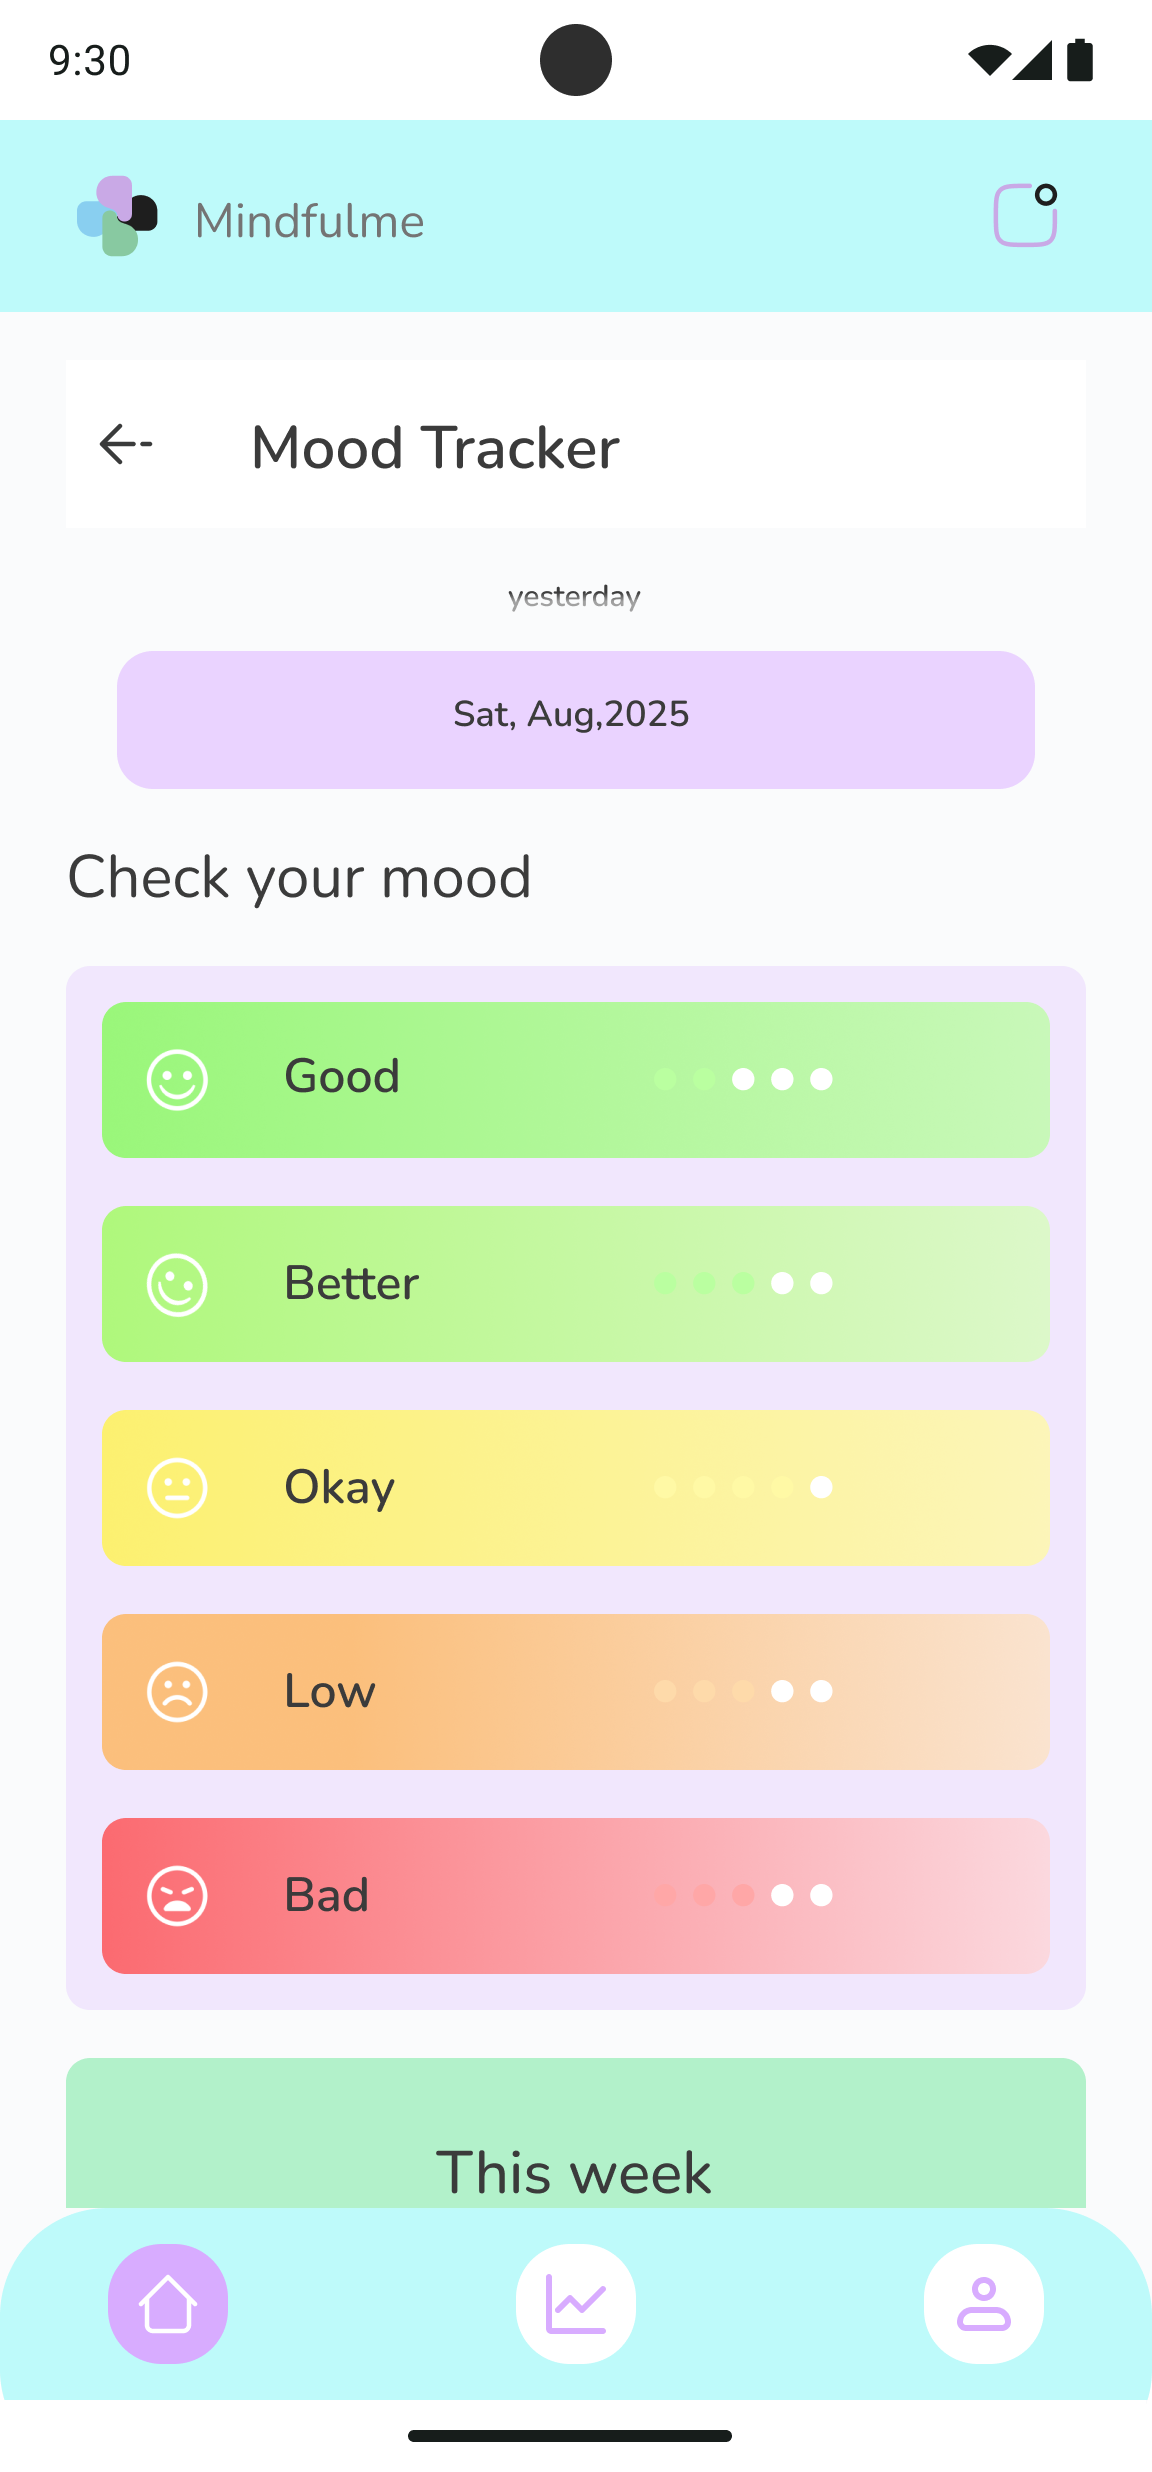 9:30
Mindfulme
Mood Tracker
yesterday
Sat, Aug,2025
Check your mood
Good
Better
Okay
Low
Bad
This week